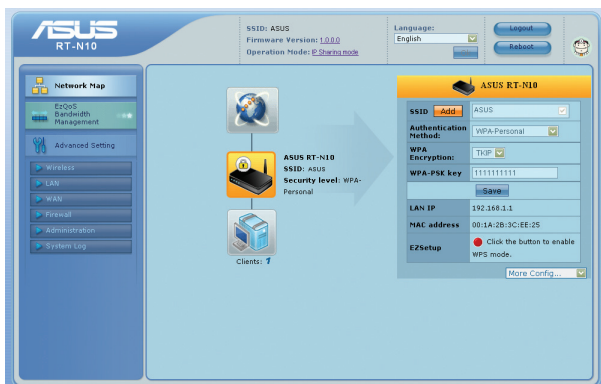 ASUS
RT-N10
SSID: ASUS
Firmware Version: 1.0.0.0
Operation Mode: IP Sharing mode
Language:
English
Logout
Reboot
Network Map
EzQoS
Bandwidth
Management
Advanced Setting
Wireless
LAN
WAN
Firewall
Administration
System Log
ASUS RT-N10
SSID: ASUS
Security level: WPA-
Personal
Clients: 1
ASUS RT-N10
SSID Add ASUS
Authentication
Method: WPA-Personal
WPA
Encryption: TKIP
WPA-PSK key 1111111111
Save
LAN IP 192.168.1.1
MAC address 00:1A:2B:3C:EE:25
EZSetup Click the button to enable
WPS mode.
More Config...